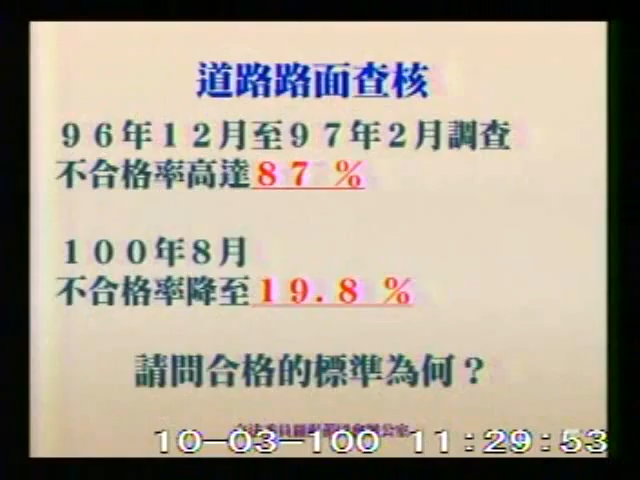 道路路面查核
９６年１２月至９７年２月調查
不合格率高達８７ %
１００年８月
不合格率降至１９.８ %
請問合格的標準為何？
10-03-100 11:29:53